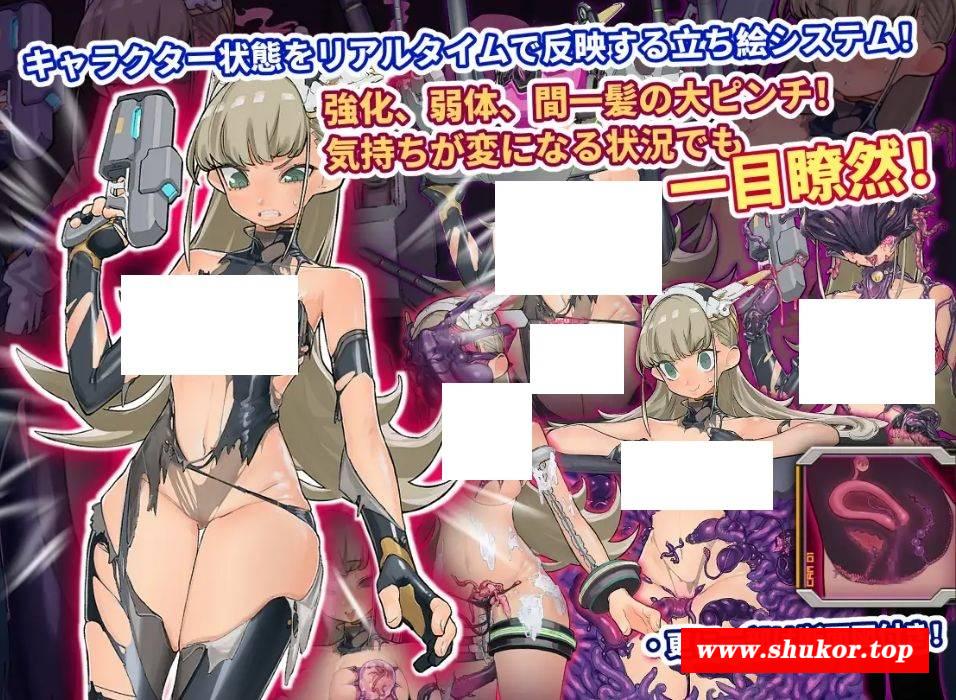 キャラクター状態をリアルタイムで反映する立ち絵システム!
強化、弱体、間一髪の大ピンチ!
気持ちが変になる状況でも
一目瞭然!
www.shukor.top